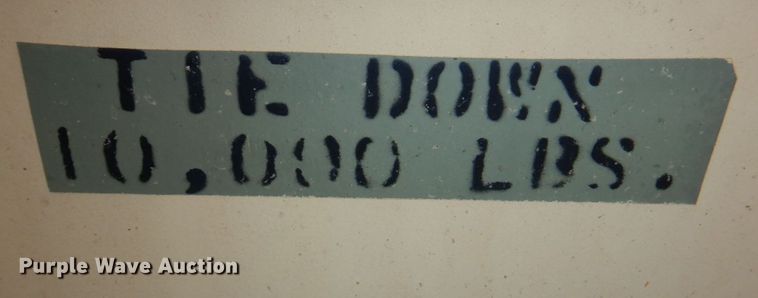 TIE DOWN
10,000 LBS.
Purple Wave Auction